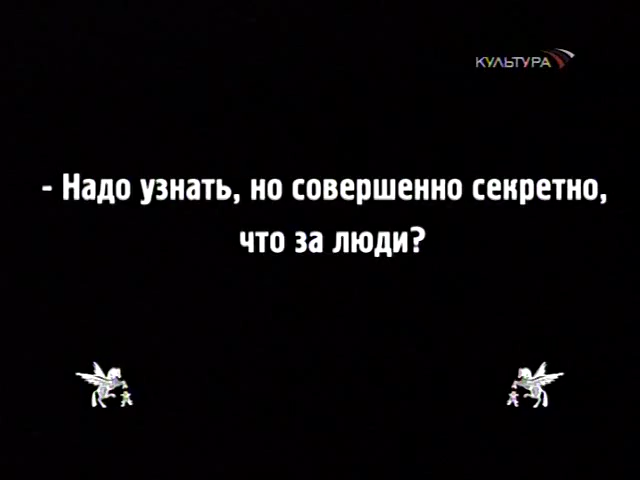 КУЛЬТУРА
- Надо узнать, но совершенно секретно,
что за люди?